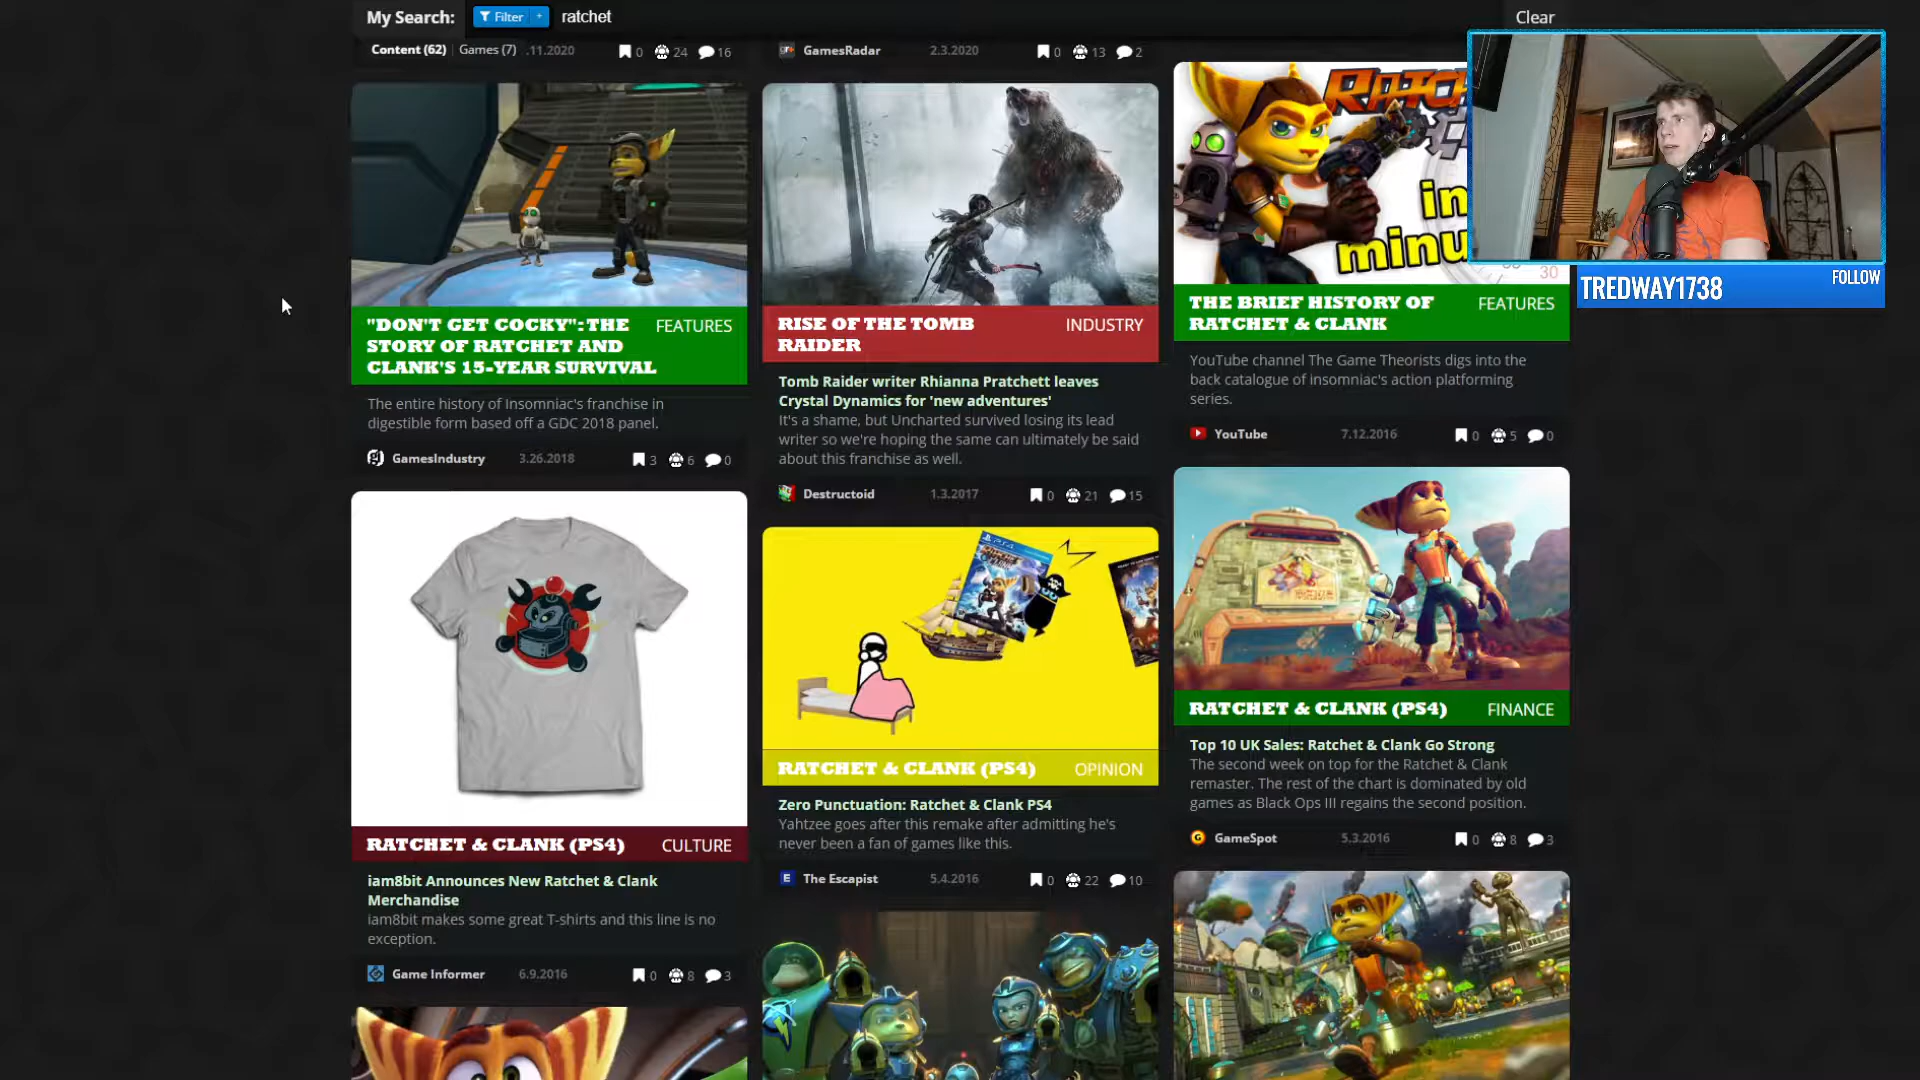 My Search: Filter + ratchet Clear
Content (62) Games (7) .11.2020 0 24 16
GamesRadar 2.3.2020 0 13 2
"DON'T GET COCKY": THE STORY OF RATCHET AND CLANK'S 15-YEAR SURVIVAL FEATURES
The entire history of Insomniac's franchise in
digestible form based off a GDC 2018 panel.
GamesIndustry 3.26.2018 3 6 0
RATCHET & CLANK (PS4) CULTURE
iam8bit Announces New Ratchet & Clank
Merchandise
iam8bit makes some great T-shirts and this line is no
exception.
Game Informer 6.9.2016 0 8 3
RISE OF THE TOMB RAIDER INDUSTRY
Tomb Raider writer Rhianna Pratchett leaves
Crystal Dynamics for 'new adventures'
It's a shame, but Uncharted survived losing its lead
writer so we're hoping the same can ultimately be said
about this franchise as well.
Destructoid 1.3.2017 0 21 15
PS4
RATCHET & CLANK (PS4) OPINION
Zero Punctuation: Ratchet & Clank PS4
Yahtzee goes after this remake after admitting he's
never been a fan of games like this.
The Escapist 5.4.2016 0 22 10
in
30
THE BRIEF HISTORY OF RATCHET & CLANK FEATURES
YouTube channel The Game Theorists digs into the
back catalogue of insomniac's action platforming
series.
YouTube 7.12.2016 0 5 0
RATCHET & CLANK (PS4) FINANCE
Top 10 UK Sales: Ratchet & Clank Go Strong
The second week on top for the Ratchet & Clank
remaster. The rest of the chart is dominated by old
games as Black Ops III regains the second position.
GameSpot 5.3.2016 0 8 3
TREDWAY1738 FOLLOW